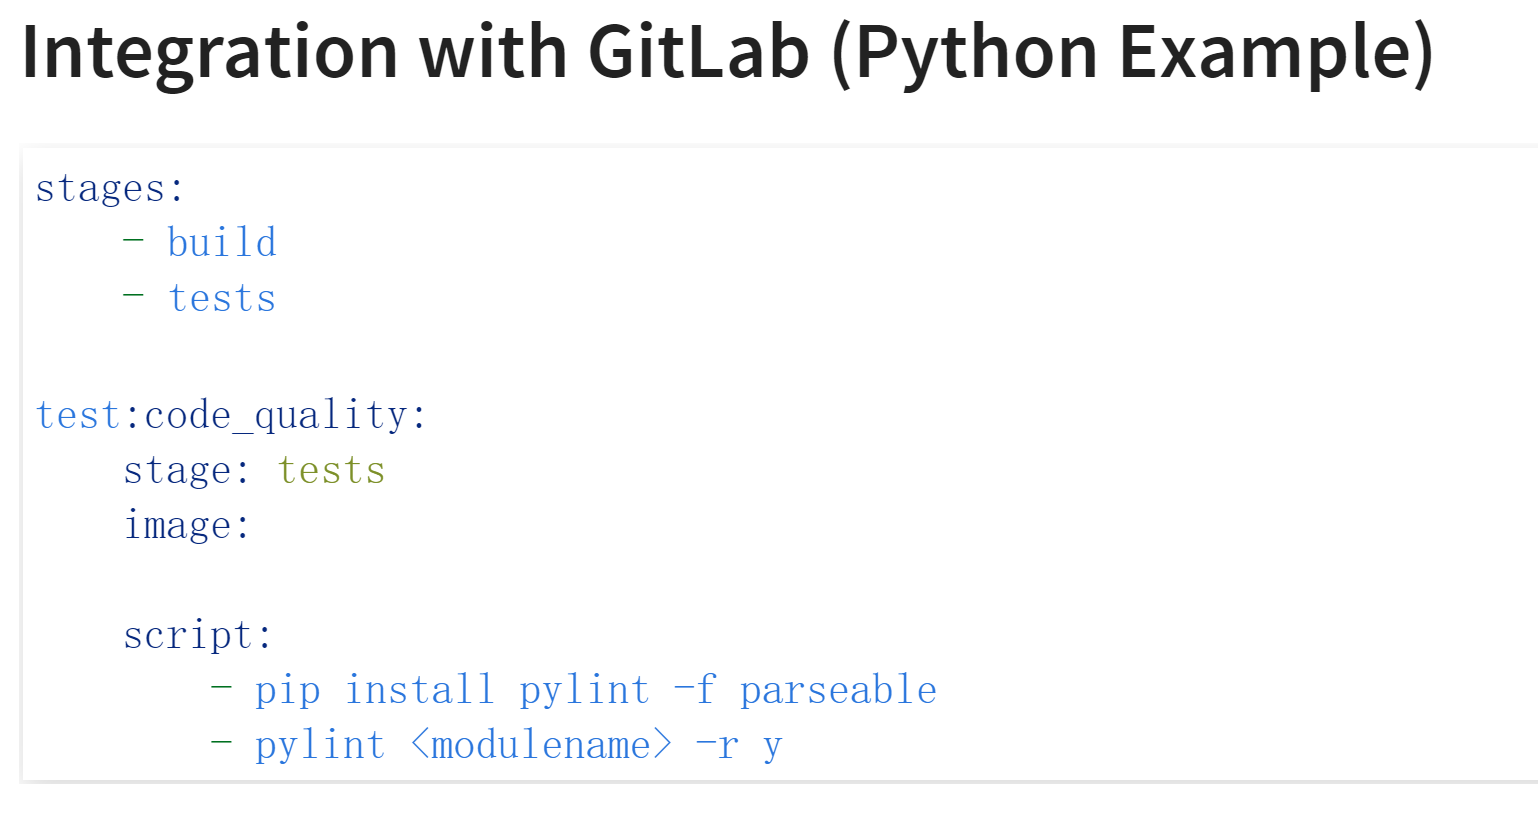 Integration with GitLab (Python Example)
stages:
    - build
    - tests
test:code_quality:
    stage: tests
    image:
    script:
        - pip install pylint -f parseable
        - pylint <modulename> -r y